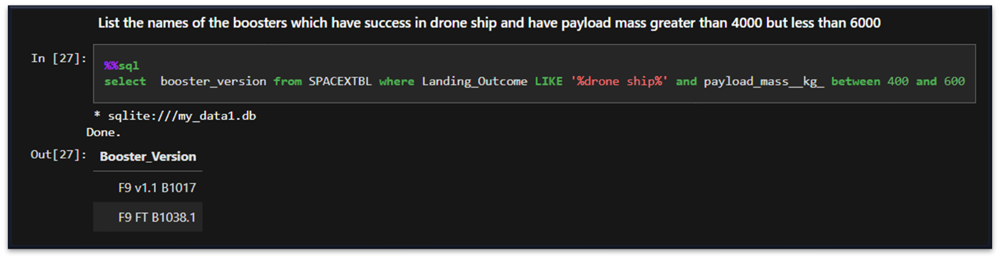 List the names of the boosters which have success in drone ship and have payload mass greater than 4000 but less than 6000
In [27]:
%%sql
select  booster_version from SPACEXTBL where Landing_Outcome LIKE '%drone ship%' and payload_mass__kg_ between 400 and 600
* sqlite:///my_data1.db
Done.
Out[27]:
Booster_Version
F9 v1.1 B1017
F9 FT B1038.1